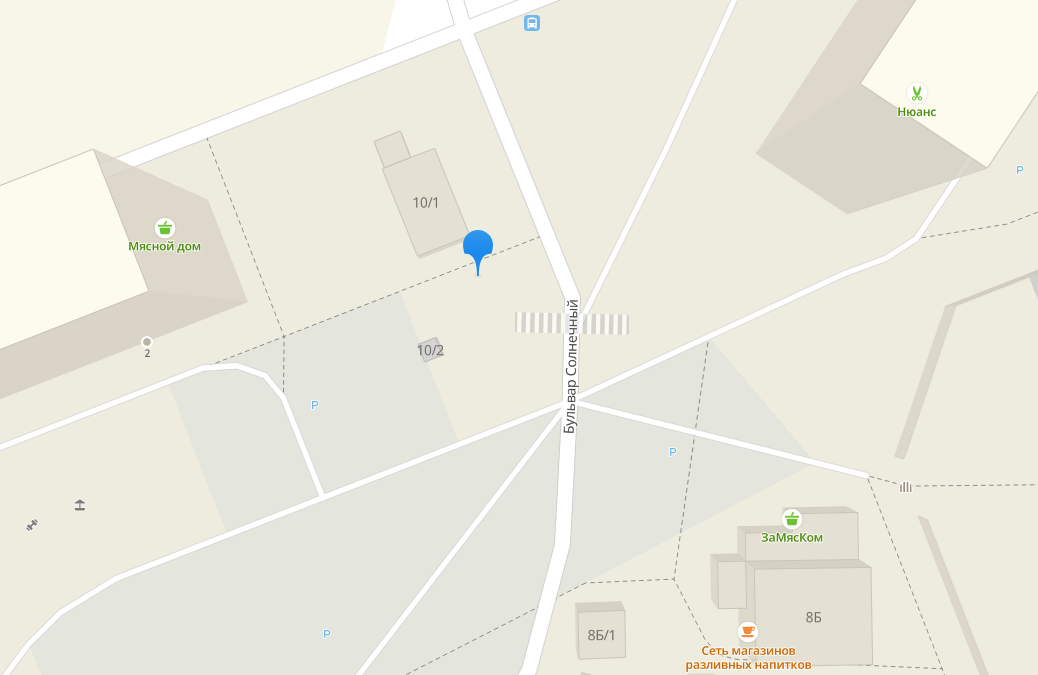 Нюанс
P
10/1
Мясной дом
2
10/2
Бульвар Солнечный
P
P
ЗаМясКом
8Б
8Б/1
P
Сеть магазинов
разливных напитков